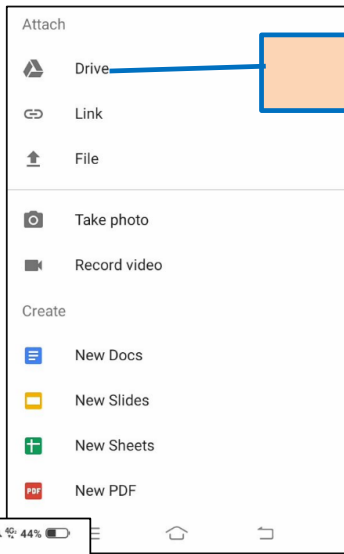 Attach
Drive
Link
File
Take photo
Record video
Create
New Docs
New Slides
New Sheets
PDF New PDF
4G 44%